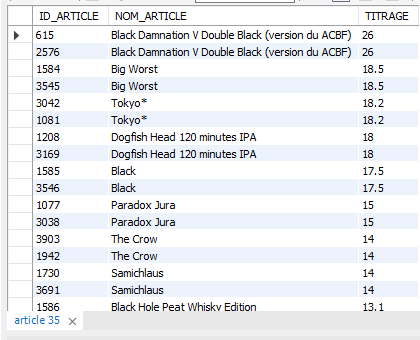 ID_ARTICLE NOM_ARTICLE TITRAGE
615 Black Damnation V Double Black (version du ACBF) 26
2576 Black Damnation V Double Black (version du ACBF) 26
1584 Big Worst 18.5
3545 Big Worst 18.5
3042 Tokyo* 18.2
1081 Tokyo* 18.2
1208 Dogfish Head 120 minutes IPA 18
3169 Dogfish Head 120 minutes IPA 18
1585 Black 17.5
3546 Black 17.5
1077 Paradox Jura 15
3038 Paradox Jura 15
3903 The Crow 14
1942 The Crow 14
1730 Samichlaus 14
3691 Samichlaus 14
1586 Black Hole Peat Whisky Edition 13.1
article 35